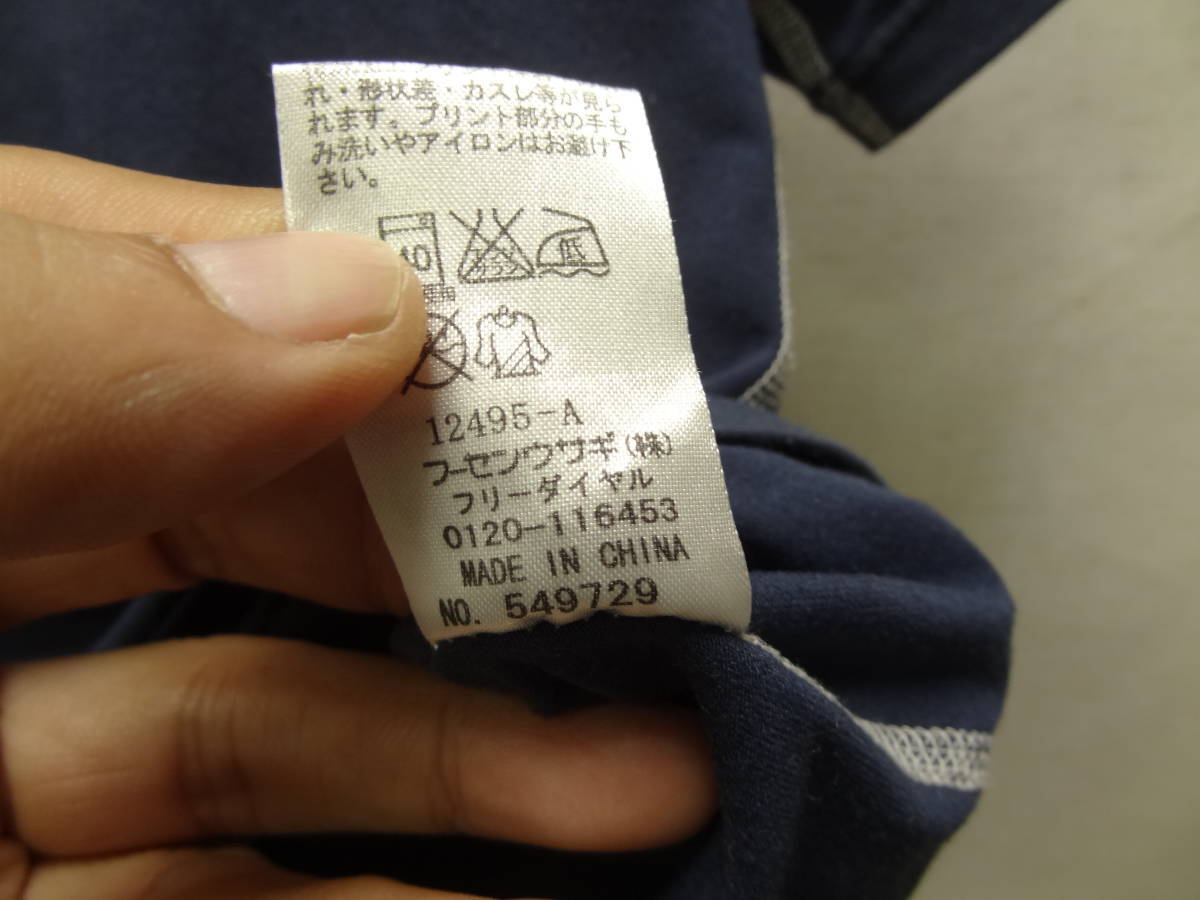 れ・形状差・カスレ等が見ら
れます。プリント部分の手も
み洗いやアイロンはお避け下
さい。
40
低
12495-A
フーセンウサギ(株)
フリーダイヤル
0120-116453
MADE IN CHINA
NO. 549729